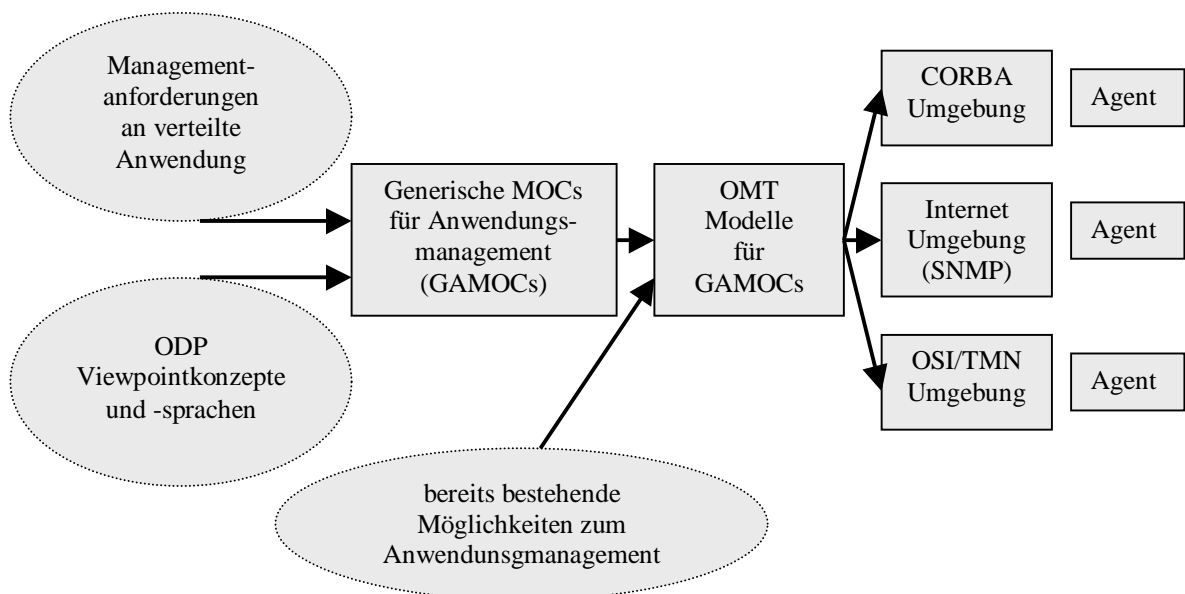 Management-
anforderungen
an verteilte
Anwendung
ODP
Viewpointkonzepte
und -sprachen
Generische MOCs
für Anwendungs-
management
(GAMOCs)
bereits bestehende
Möglichkeiten zum
Anwendunsgmanagement
OMT
Modelle
für
GAMOCs
CORBA
Umgebung
Agent
Internet
Umgebung
(SNMP)
Agent
OSI/TMN
Umgebung
Agent